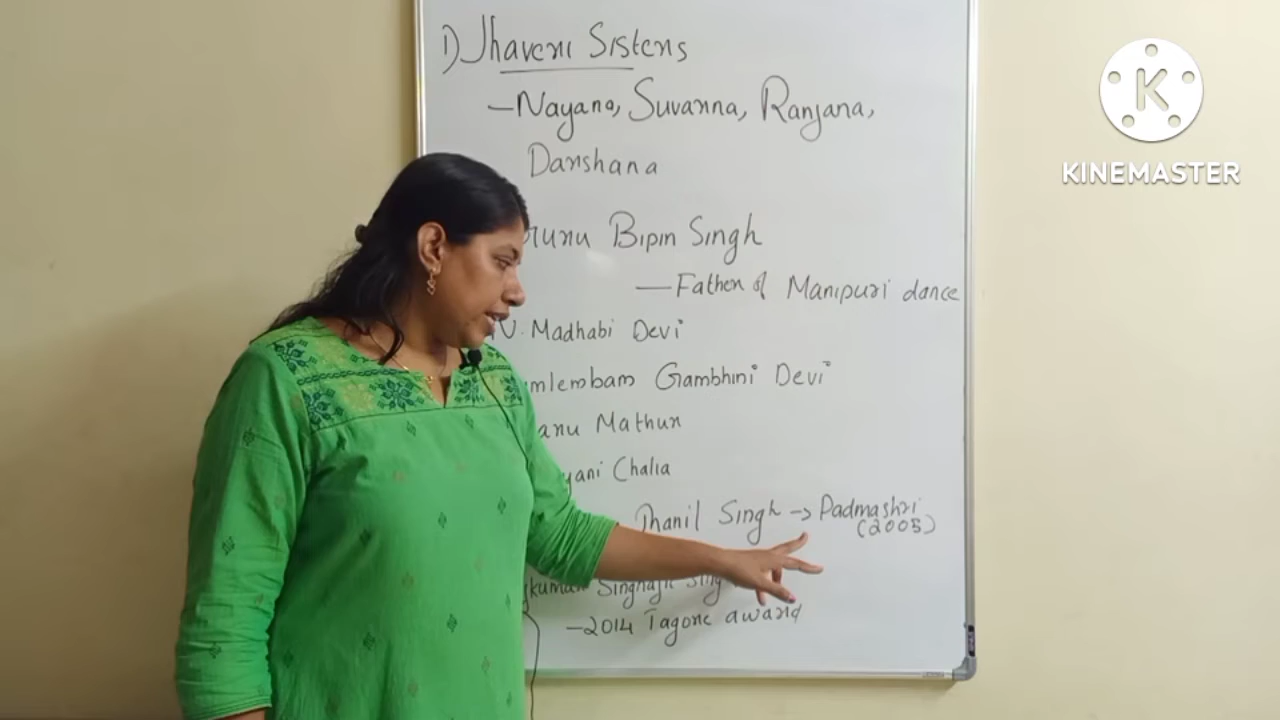 1) Jhaveri Sisters
- Nayana, Suvarna, Ranjana,
Darshana
Bipin Singh
- Father of Manipuri dance
N. Madhabi Devi
Gambhini Devi
Mathur
Chalia
Singh → Padmashri
(2005)
Singhajit
- 2014 Tagore award
KINEMASTER